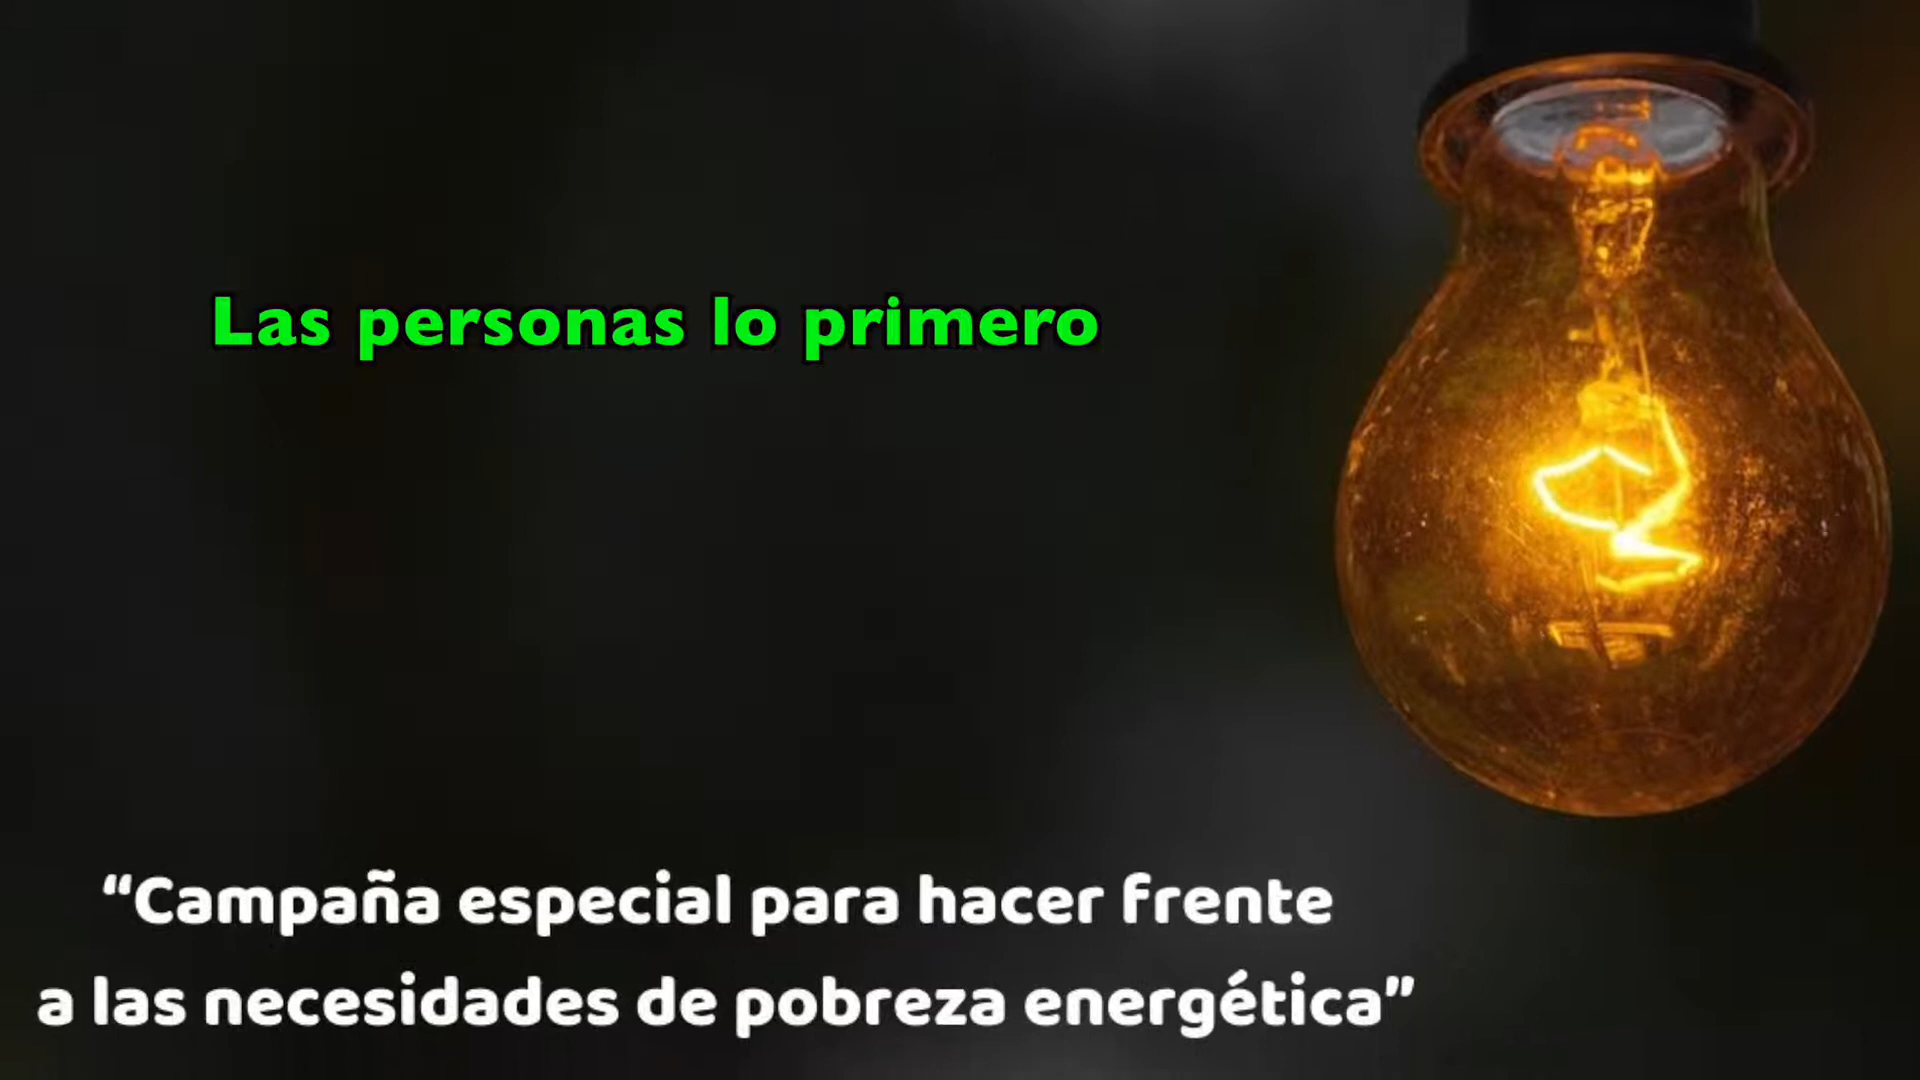 Las personas lo primero
“Campaña especial para hacer frente
a las necesidades de pobreza energética”